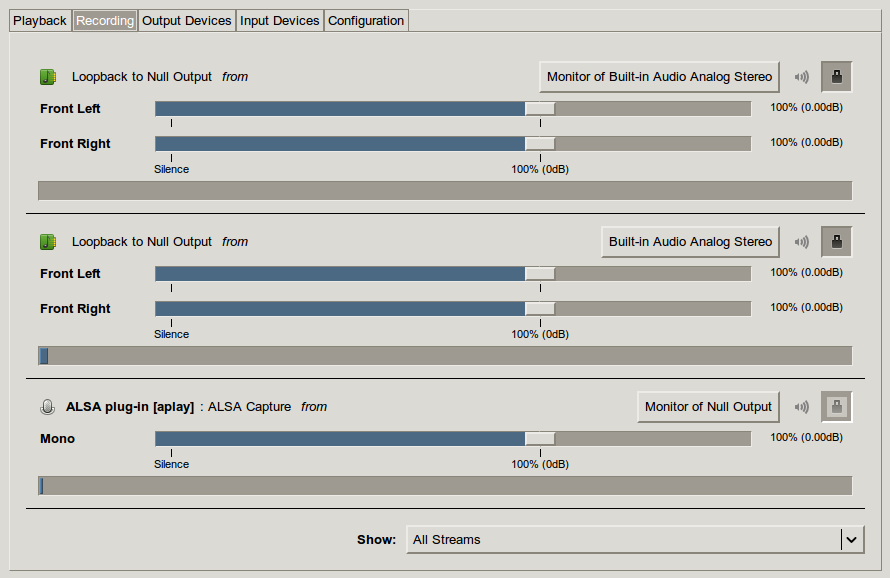 Playback Recording Output Devices Input Devices Configuration
Loopback to Null Output from Monitor of Built-in Audio Analog Stereo
Front Left 100% (0.00dB)
Front Right 100% (0.00dB)
Silence 100% (0dB)
Loopback to Null Output from Built-in Audio Analog Stereo
Front Left 100% (0.00dB)
Front Right 100% (0.00dB)
Silence 100% (0dB)
ALSA plug-in [aplay] : ALSA Capture from Monitor of Null Output
Mono 100% (0.00dB)
Silence 100% (0dB)
Show: All Streams